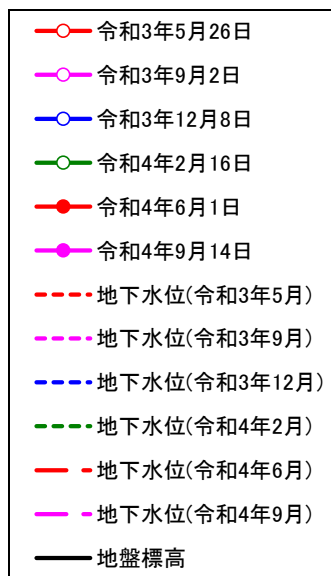 令和3年5月26日
令和3年9月2日
令和3年12月8日
令和4年2月16日
令和4年6月1日
令和4年9月14日
地下水位(令和3年5月)
地下水位(令和3年9月)
地下水位(令和3年12月)
地下水位(令和4年2月)
地下水位(令和4年6月)
地下水位(令和4年9月)
地盤標高